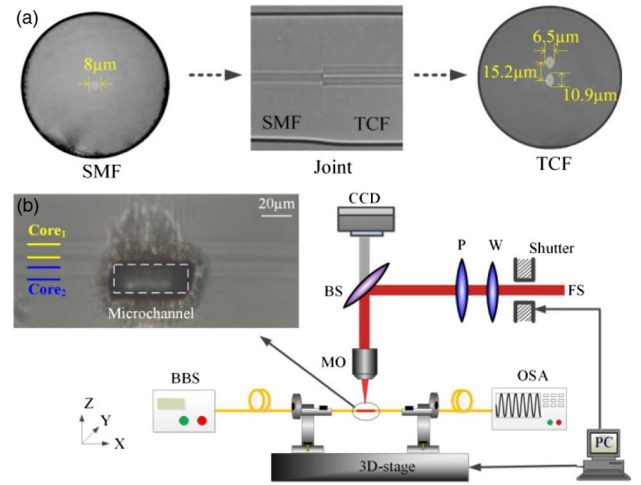 (a)
8µm
SMF
SMF
TCF
Joint
6.5µm
15.2µm
10.9µm
TCF
(b)
20µm
Core1
Core2
Microchannel
CCD
P
W
Shutter
BS
FS
MO
BBS
OSA
Z
Y
X
3D-stage
PC